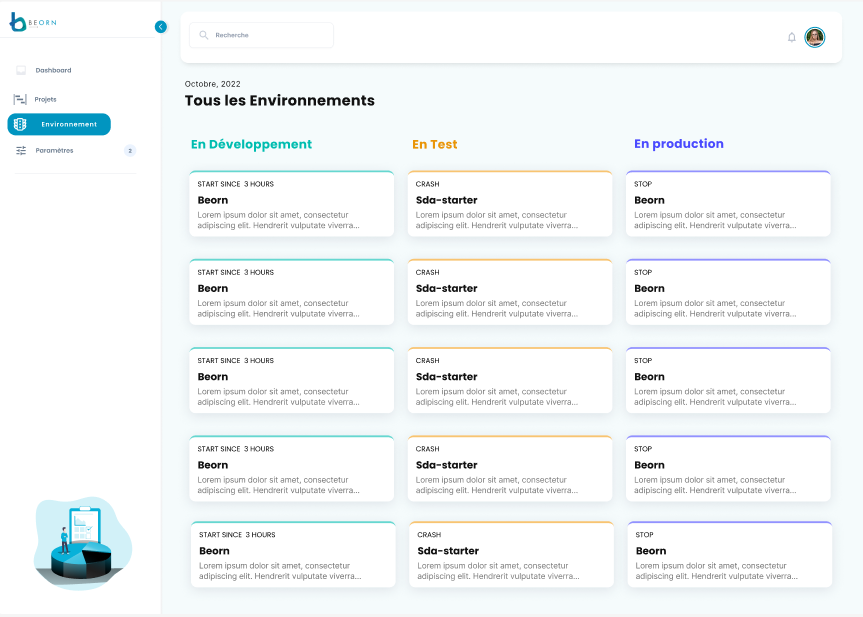 BEORN
Recherche
Dashboard
Projets
Environnement
Paramétres
2
Octobre, 2022
Tous les Environnements
En Développement
START SINCE 3 HOURS
Beorn
Lorem ipsum dolor sit amet, consectetur
adipiscing elit. Hendrerit vulputate viverra...
START SINCE 3 HOURS
Beorn
Lorem ipsum dolor sit amet, consectetur
adipiscing elit. Hendrerit vulputate viverra...
START SINCE 3 HOURS
Beorn
Lorem ipsum dolor sit amet, consectetur
adipiscing elit. Hendrerit vulputate viverra...
START SINCE 3 HOURS
Beorn
Lorem ipsum dolor sit amet, consectetur
adipiscing elit. Hendrerit vulputate viverra...
START SINCE 3 HOURS
Beorn
Lorem ipsum dolor sit amet, consectetur
adipiscing elit. Hendrerit vulputate viverra...
En Test
CRASH
Sda-starter
Lorem ipsum dolor sit amet, consectetur
adipiscing elit. Hendrerit vulputate viverra...
CRASH
Sda-starter
Lorem ipsum dolor sit amet, consectetur
adipiscing elit. Hendrerit vulputate viverra...
CRASH
Sda-starter
Lorem ipsum dolor sit amet, consectetur
adipiscing elit. Hendrerit vulputate viverra...
CRASH
Sda-starter
Lorem ipsum dolor sit amet, consectetur
adipiscing elit. Hendrerit vulputate viverra...
CRASH
Sda-starter
Lorem ipsum dolor sit amet, consectetur
adipiscing elit. Hendrerit vulputate viverra...
En production
STOP
Beorn
Lorem ipsum dolor sit amet, consectetur
adipiscing elit. Hendrerit vulputate viverra...
STOP
Beorn
Lorem ipsum dolor sit amet, consectetur
adipiscing elit. Hendrerit vulputate viverra...
STOP
Beorn
Lorem ipsum dolor sit amet, consectetur
adipiscing elit. Hendrerit vulputate viverra...
STOP
Beorn
Lorem ipsum dolor sit amet, consectetur
adipiscing elit. Hendrerit vulputate viverra...
STOP
Beorn
Lorem ipsum dolor sit amet, consectetur
adipiscing elit. Hendrerit vulputate viverra...